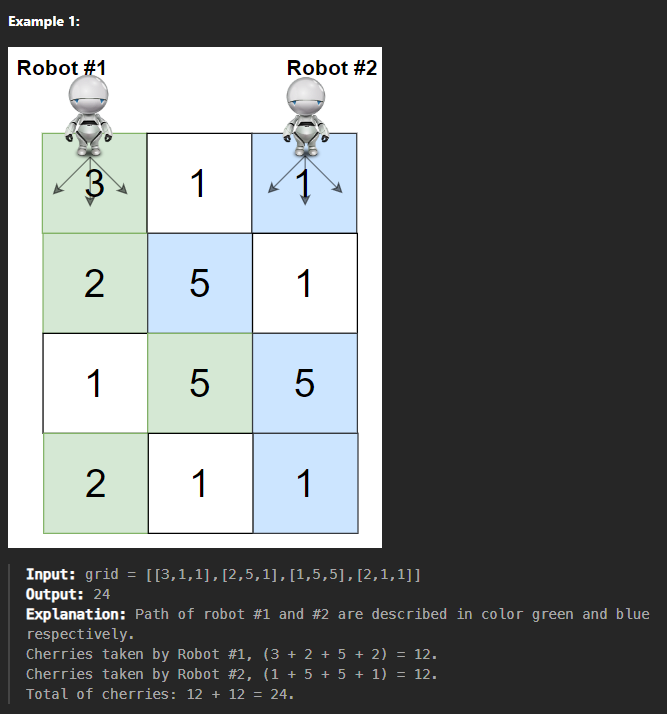 Example 1:
Robot #1 Robot #2
3 1 1
2 5 1
1 5 5
2 1 1
Input: grid = [[3,1,1],[2,5,1],[1,5,5],[2,1,1]]
Output: 24
Explanation: Path of robot #1 and #2 are described in color green and blue
respectively.
Cherries taken by Robot #1, (3 + 2 + 5 + 2) = 12.
Cherries taken by Robot #2, (1 + 5 + 5 + 1) = 12.
Total of cherries: 12 + 12 = 24.